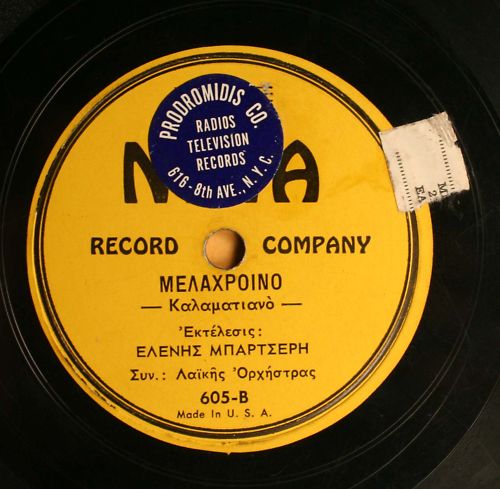 PRODROMIDIS CO.
RADIOS
TELEVISION
RECORDS
616-8th AVE., N.Y.C.
RECORD COMPANY
ΜΕΛΑΧΡΟΙΝΟ
— Καλαματιανὸ —
Ἐκτέλεσις:
ΕΛΕΝΗΣ ΜΠΑΡΤΣΕΡΗ
Συν.: Λαϊκῆς Ὀρχήστρας
605-B
Made in U. S. A.